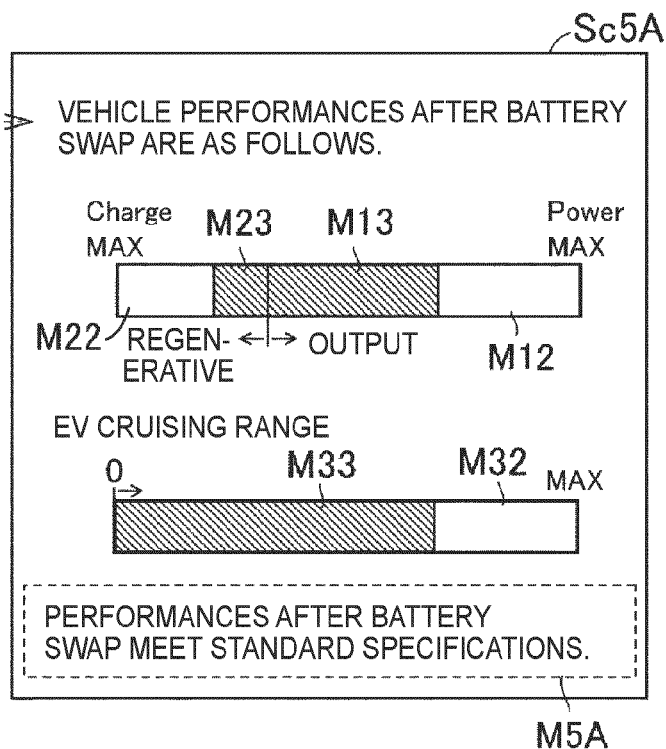 Sc5A
VEHICLE PERFORMANCES AFTER BATTERY
SWAP ARE AS FOLLOWS.
Charge
MAX
M23
M13
Power
MAX
M22
REGEN-
ERATIVE
OUTPUT
M12
EV CRUISING RANGE
0
M33
M32
MAX
PERFORMANCES AFTER BATTERY
SWAP MEET STANDARD SPECIFICATIONS.
M5A